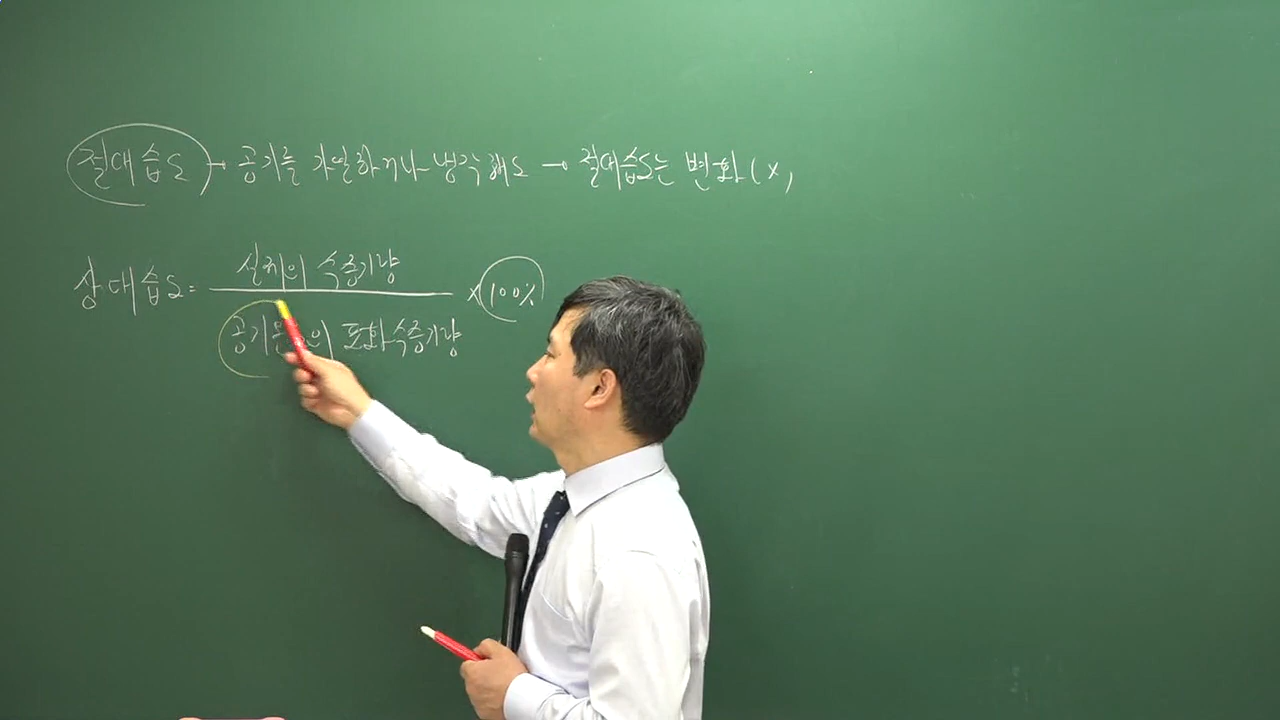 절대습도 → 공기를 가열하거나 냉각해도 → 절대습도는 변화(×)
상대습도 = 실제의 수증기량 × 100%
공기 포화수증기량